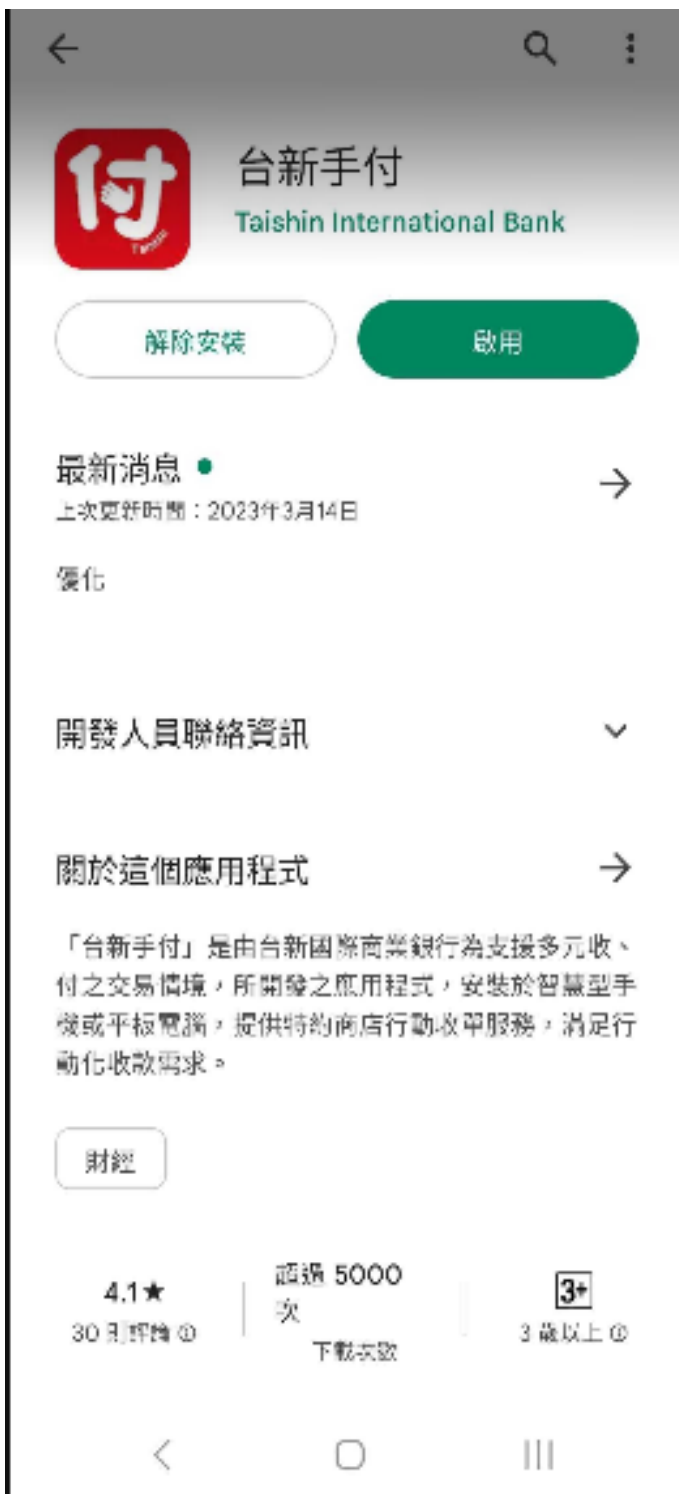 付
Taishin
台新手付
Taishin International Bank
解除安裝
啟用
最新消息
上次更新時間：2023年3月14日
優化
開發人員聯絡資訊
關於這個應用程式
「台新手付」是由台新國際商業銀行為支援多元收、
付之交易情境，所開發之應用程式，安裝於智慧型手
機或平板電腦，提供特約商店行動收單服務，滿足行
動化收款需求。
財經
4.1★
30 則評論
超過 5000
次
下載次數
3+
3 歲以上